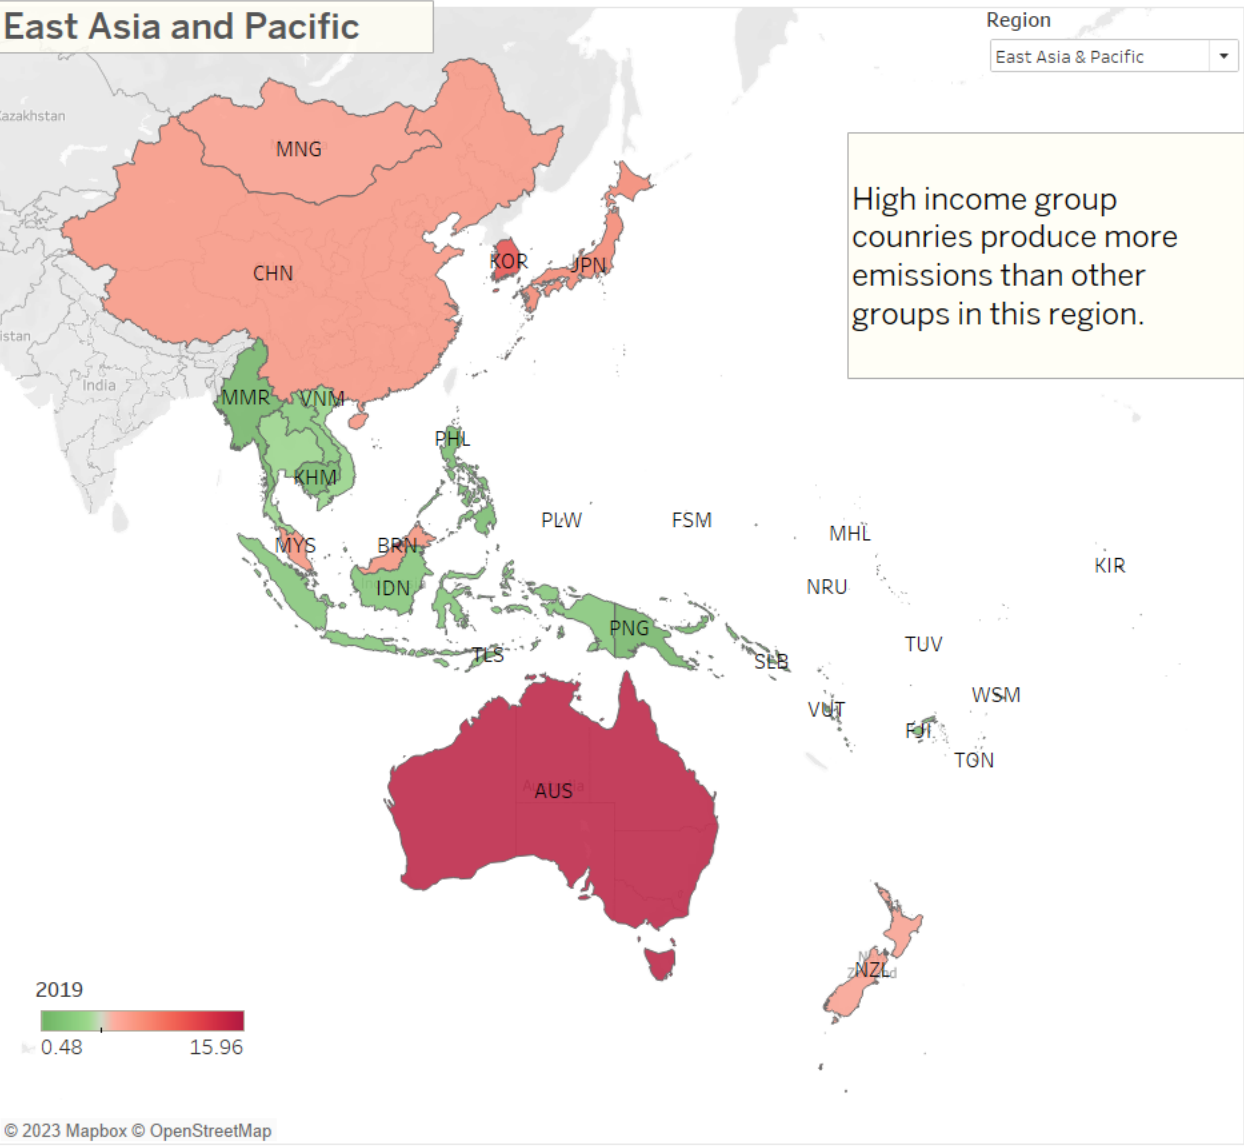 East Asia and Pacific
Region
East Asia & Pacific
azakhstan
MNG
High income group
counries produce more
emissions than other
groups in this region.
KOR
JPN
CHN
istan
India
MMR
VNM
PHL
KHM
PLW
FSM
MHL
MYS
BRN
KIR
IDN
NRU
PNG
TUV
TLS
SLB
WSM
VUT
FJI
TON
AUS
NZL
2019
0.48
15.96
© 2023 Mapbox © OpenStreetMap